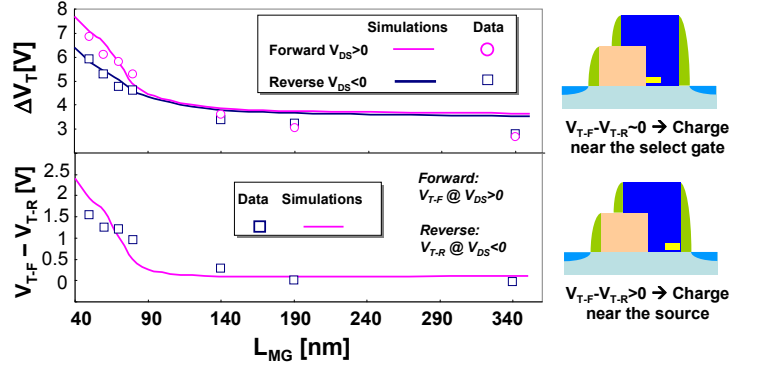 8
7
6
5
4
3
ΔV_T[V]
Simulations Data
Forward V_DS>0
Reverse V_DS<0
V_T-F-V_T-R~0 → Charge
near the select gate
2.5
2
1.5
1
0.5
0
V_T-F – V_T-R [V]
Data Simulations
Forward:
V_T-F @ V_DS>0
Reverse:
V_T-R @ V_DS<0
V_T-F-V_T-R>0 → Charge
near the source
40 90 140 190 240 290 340
L_MG [nm]